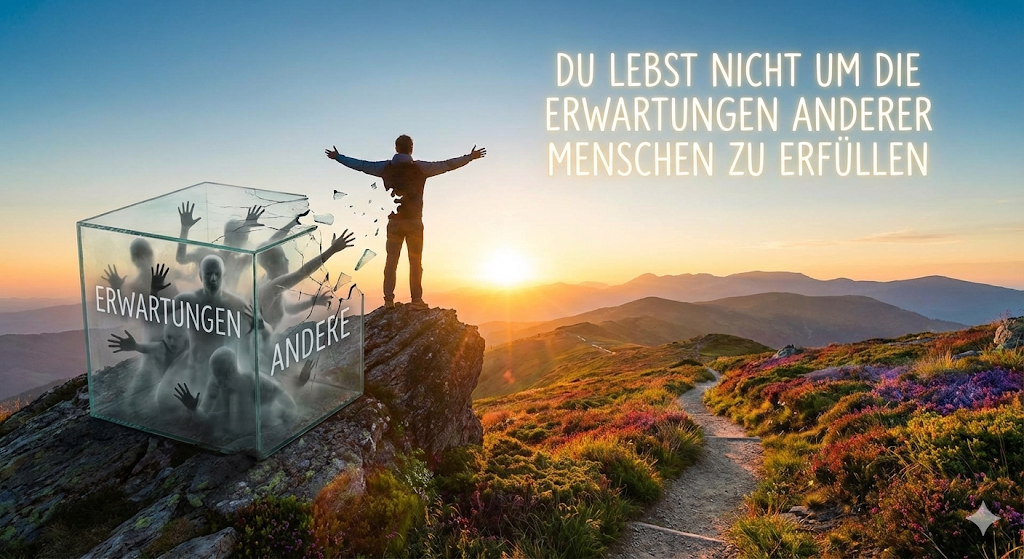 DU LEBST NICHT UM DIE
ERWARTUNGEN ANDERER
MENSCHEN ZU ERFÜLLEN
ERWARTUNGEN
ANDERE